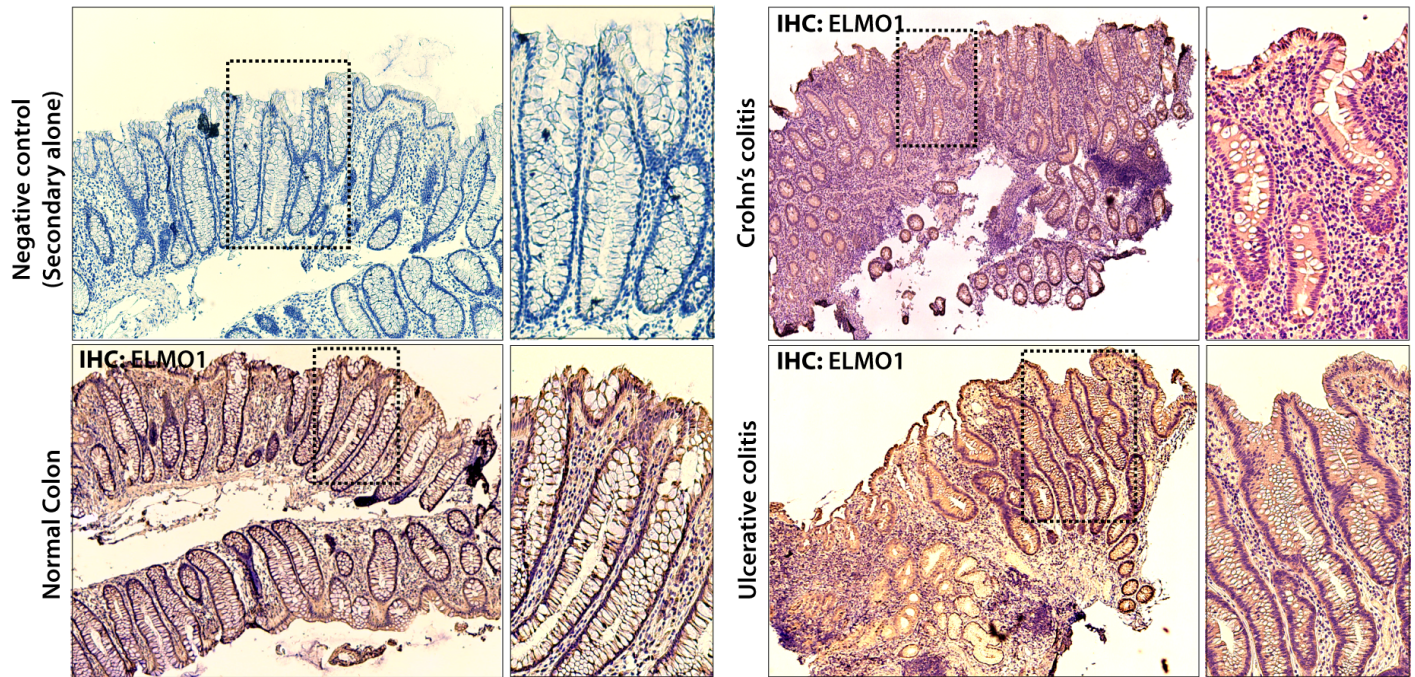 Negative control
(Secondary alone)
IHC: ELMO1
Crohn's colitis
IHC: ELMO1
Normal Colon
IHC: ELMO1
Ulcerative colitis